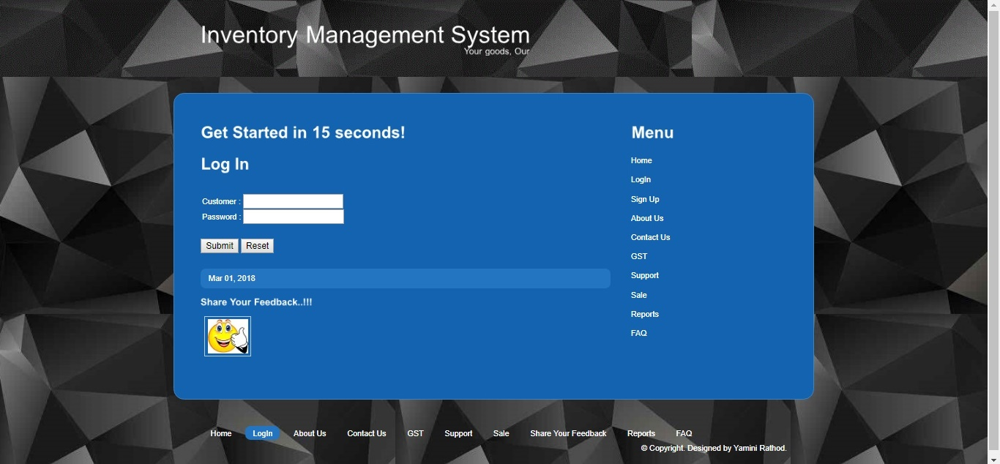 Inventory Management System
Your goods, Our
Get Started in 15 seconds!
Log In
Customer :
Password :
Submit Reset
Mar 01, 2018
Share Your Feedback..!!!
Menu
Home
LogIn
Sign Up
About Us
Contact Us
GST
Support
Sale
Reports
FAQ
Home LogIn About Us Contact Us GST Support Sale Share Your Feedback Reports FAQ
© Copyright. Designed by Yamini Rathod.